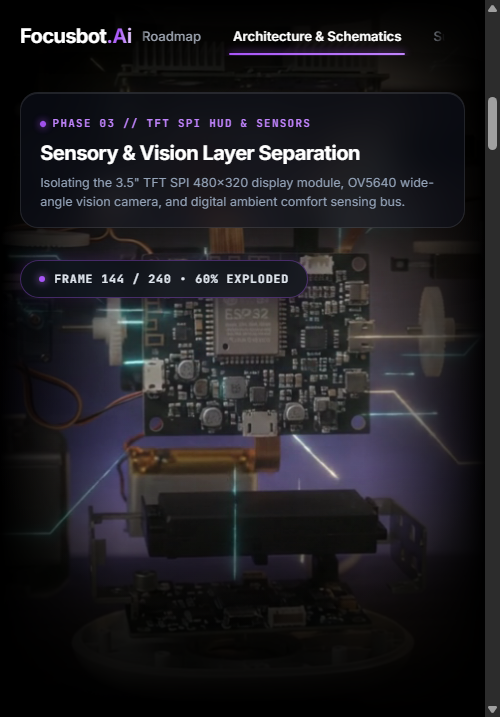 Focusbot.Ai Roadmap Architecture & Schematics
PHASE 03 // TFT SPI HUD & SENSORS
Sensory & Vision Layer Separation
Isolating the 3.5" TFT SPI 480×320 display module, OV5640 wide-
angle vision camera, and digital ambient comfort sensing bus.
FRAME 144 / 240 • 60% EXPLODED
ESP32